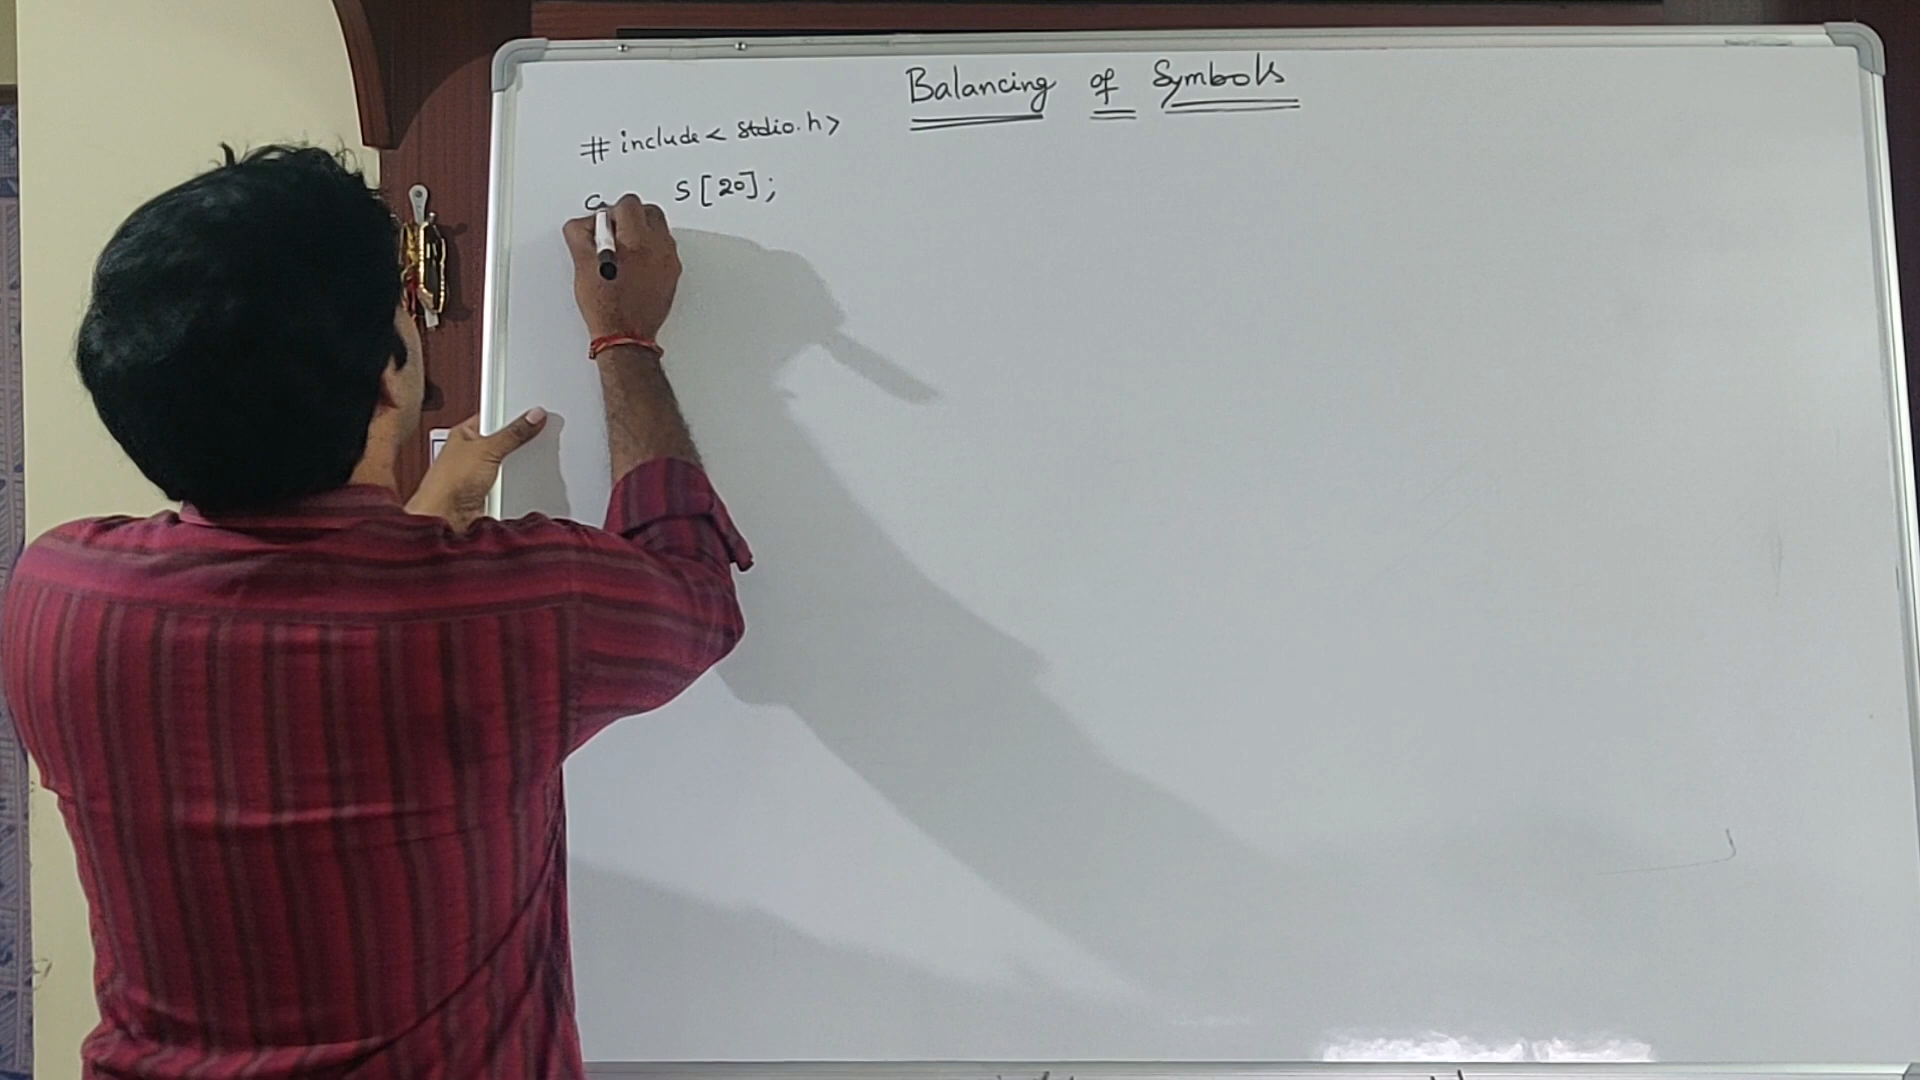 Balancing of Symbols
#include<stdio.h>
S[20];